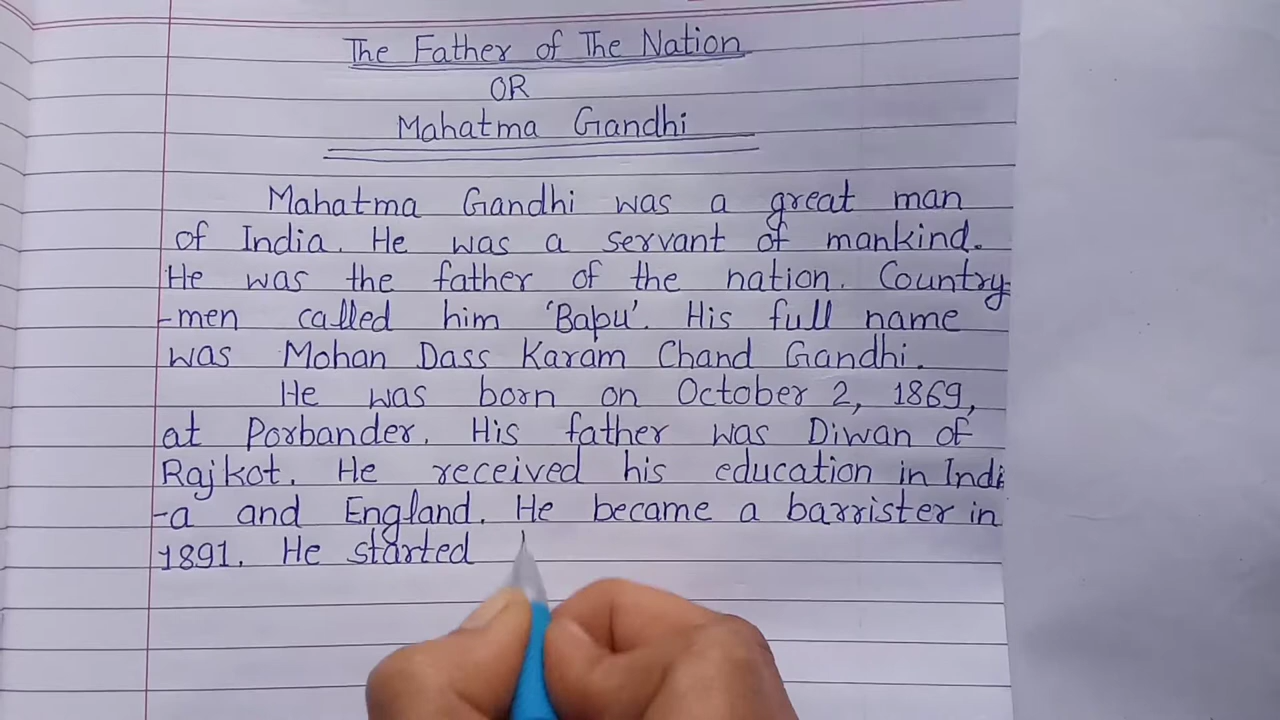 The Father of The Nation
OR
Mahatma Gandhi
Mahatma Gandhi was a great man
of India. He was a servant of mankind.
He was the father of the nation. Country-
-men called him 'Bapu'. His full name
was Mohan Dass Karam Chand Gandhi.
He was born on October 2, 1869,
at Porbander. His father was Diwan of
Rajkot. He received his education in Indi
-a and England. He became a barrister in
1891. He started